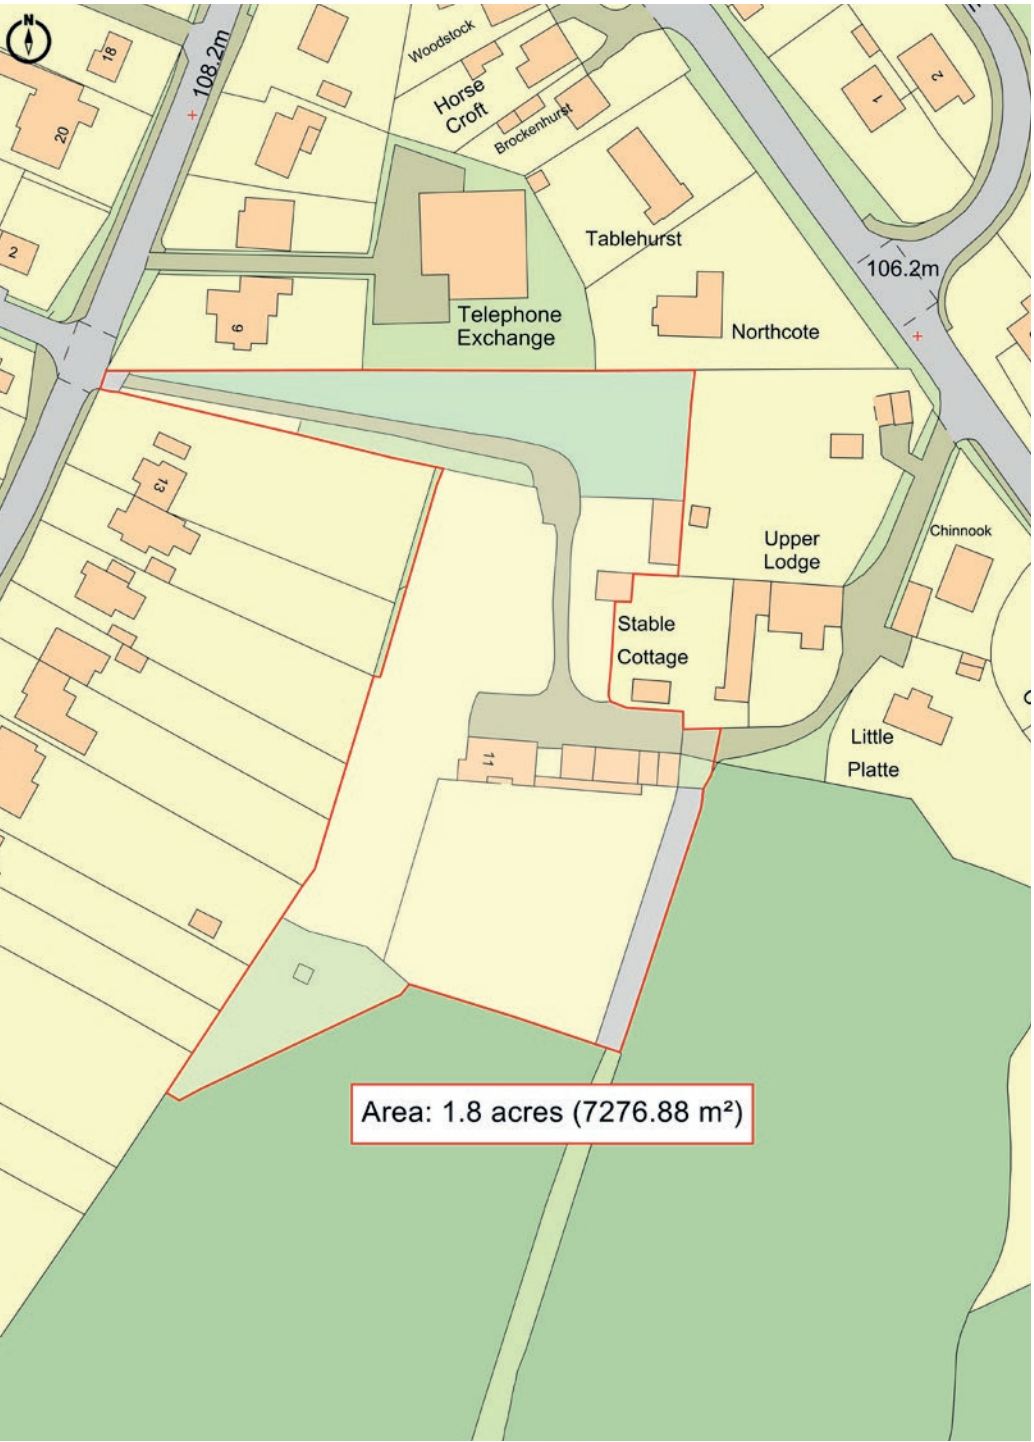 N
Woodstock
108.2m
18
Horse
Croft
2
1
20
Brockenhurst
Tablehurst
2
106.2m
Telephone
Exchange
9
Northcote
13
Chinnook
Upper
Lodge
Stable
Cottage
Little
Platte
11
Area: 1.8 acres (7276.88 m²)